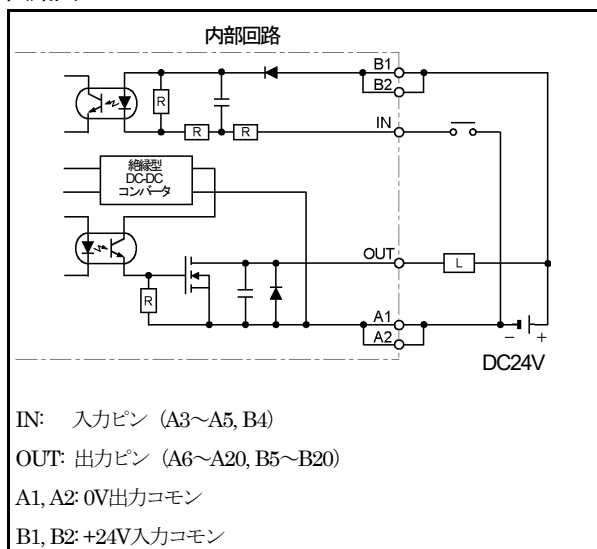 内部回路
B1
B2
R
R
R
IN
絶縁型
DC-DC
コンバータ
OUT
L
R
A1
A2
− +
DC24V
IN: 入力ピン（A3～A5, B4）
OUT: 出力ピン（A6～A20, B5～B20）
A1, A2: 0V出力コモン
B1, B2: +24V入力コモン